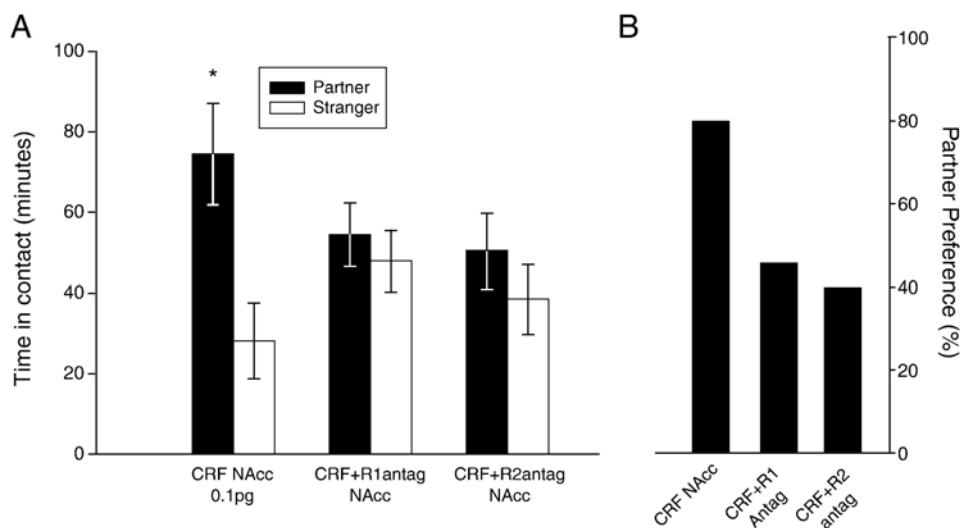 A
B
100
80
60
40
20
0
Time in contact (minutes)
*
Partner
Stranger
CRF NAcc
0.1pg
CRF+R1antag
NAcc
CRF+R2antag
NAcc
100
80
60
40
20
0
Partner Preference (%)
CRF NAcc
CRF+R1
Antag
CRF+R2
antag